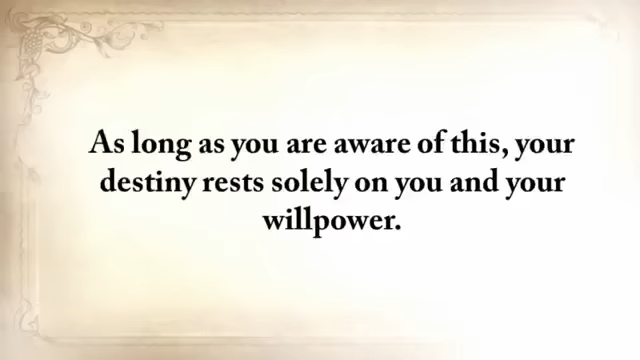 As long as you are aware of this, your
destiny rests solely on you and your
willpower.